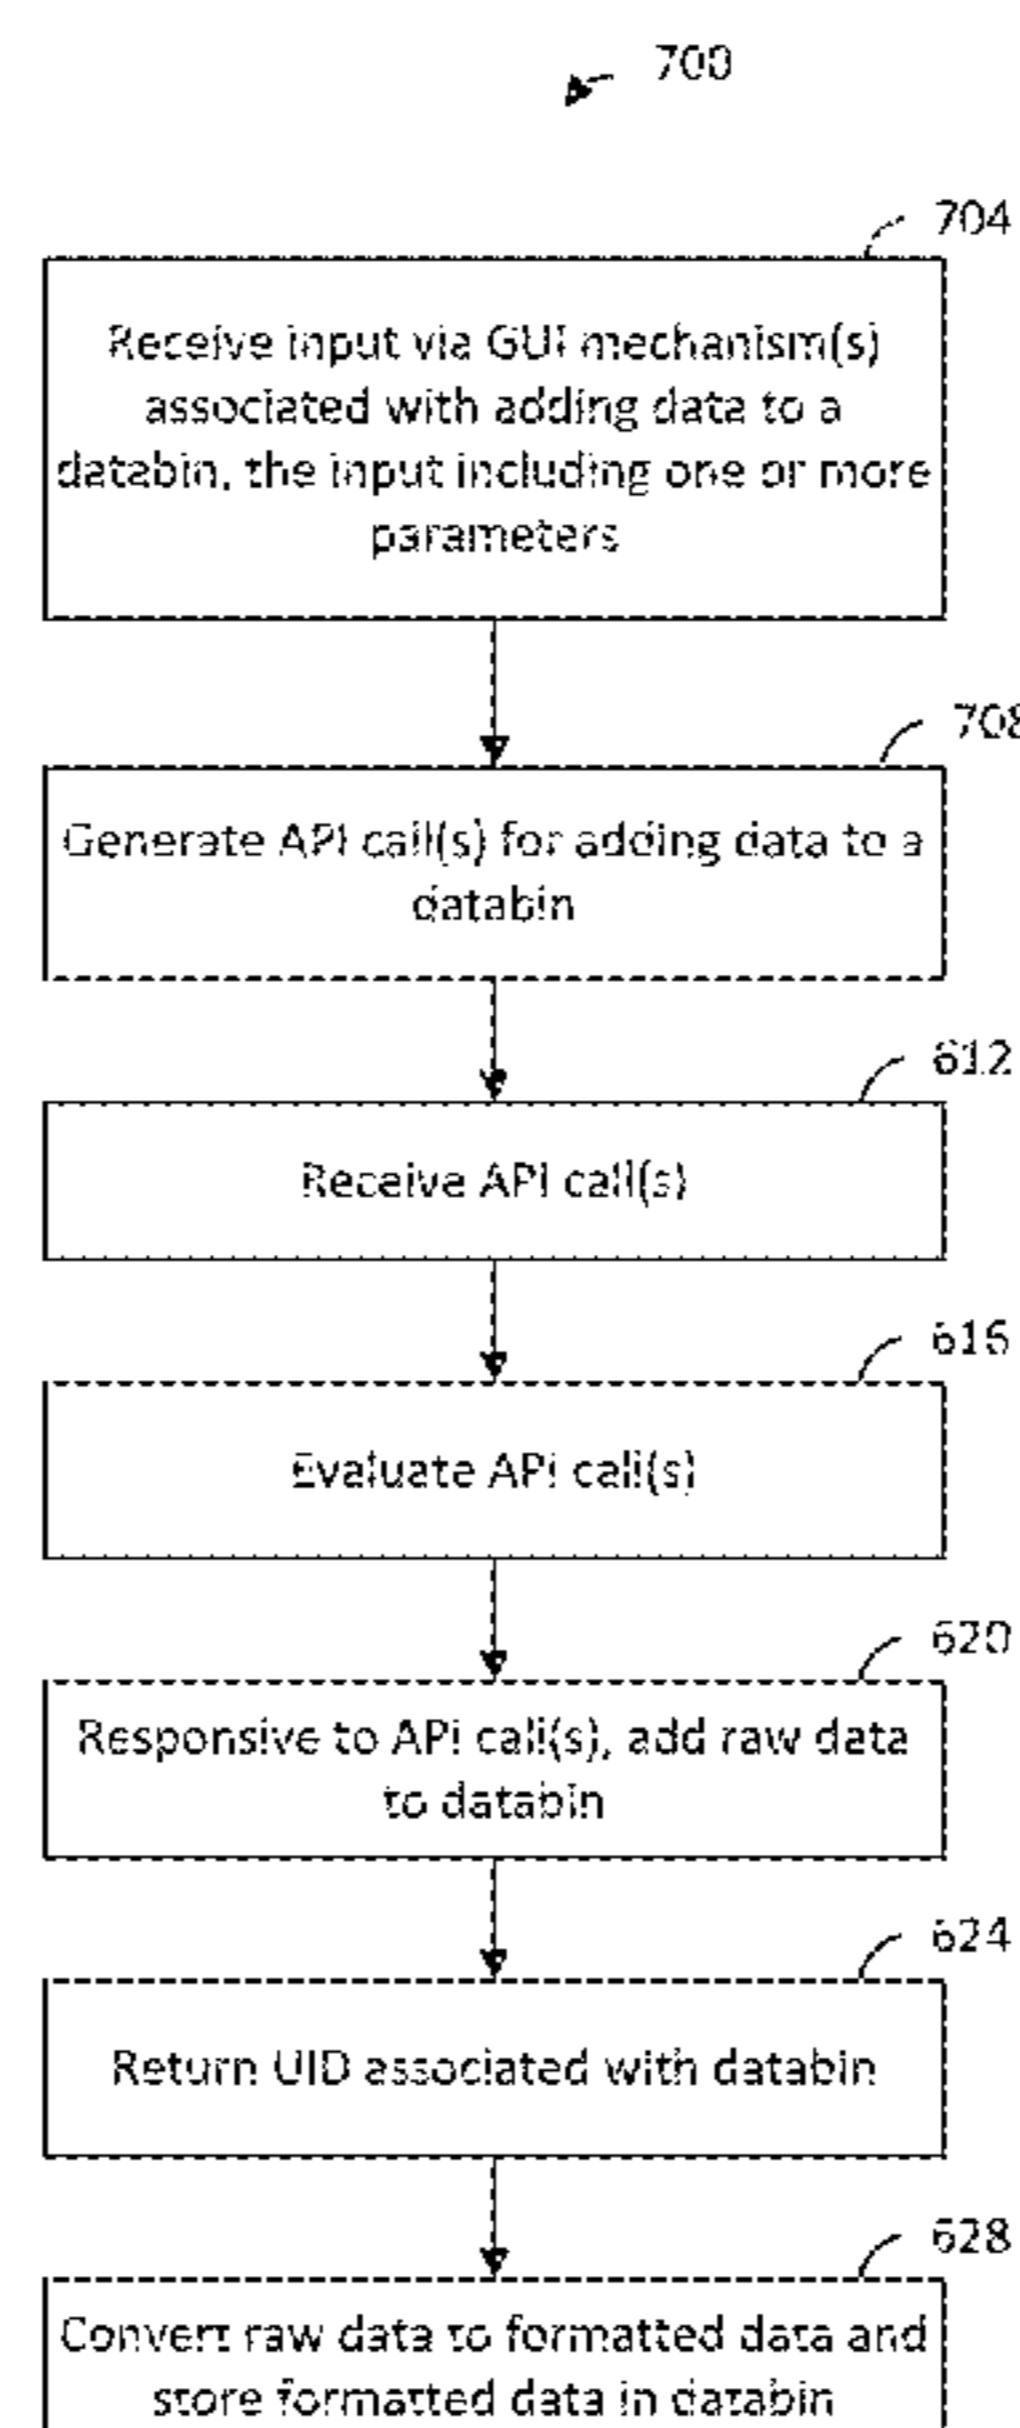 700
704
Receive input via GUI mechanism(s)
associated with adding data to a
databin, the input including one or more
parameters
708
Generate API call(s) for adding data to a
databin
612
Receive API call(s)
616
Evaluate API call(s)
620
Responsive to API call(s), add raw data
to databin
624
Return UID associated with databin
628
Convert raw data to formatted data and
store formatted data in databin